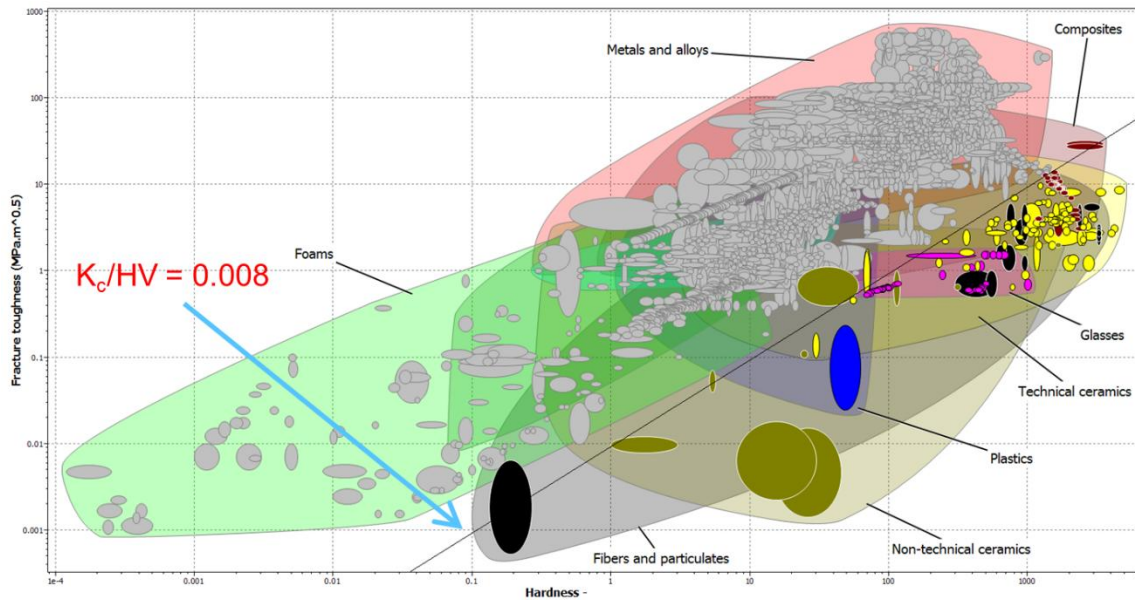 1000
Metals and alloys
Composites
100
10
Foams
K_c/HV = 0.008
1
Glasses
Fracture toughness (MPa.m^0.5)
0.1
Technical ceramics
Plastics
0.01
Non-technical ceramics
0.001
Fibers and particulates
1e-4 0.001 0.01 0.1 1 10 100 1000
Hardness -